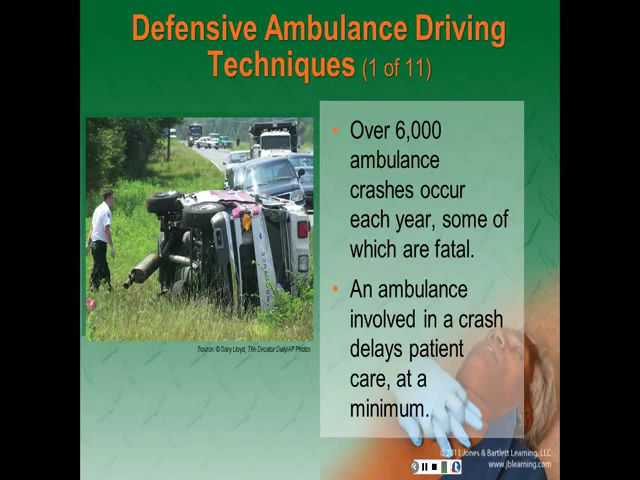 Defensive Ambulance Driving
Techniques (1 of 11)
• Over 6,000
ambulance
crashes occur
each year, some of
which are fatal.
• An ambulance
involved in a crash
delays patient
care, at a
minimum.
Source: © Gary Lloyd, The Decatur Daily/AP Photos
© 2011 Jones & Bartlett Learning, LLC
www.jblearning.com